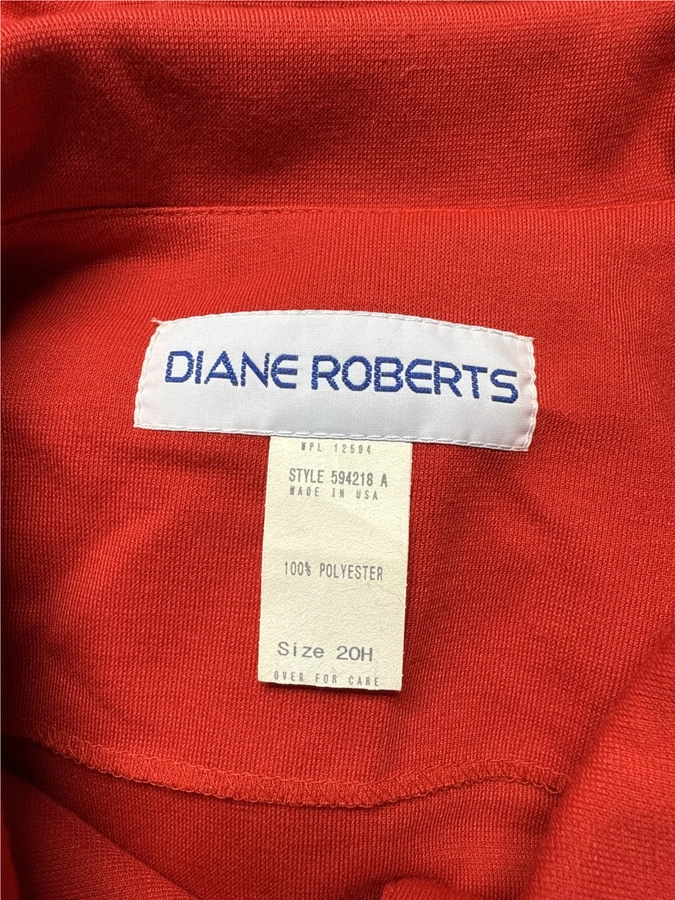 DIANE ROBERTS
WPL 12594
STYLE 594218 A
MADE IN USA
100% POLYESTER
Size 20H
OVER FOR CARE